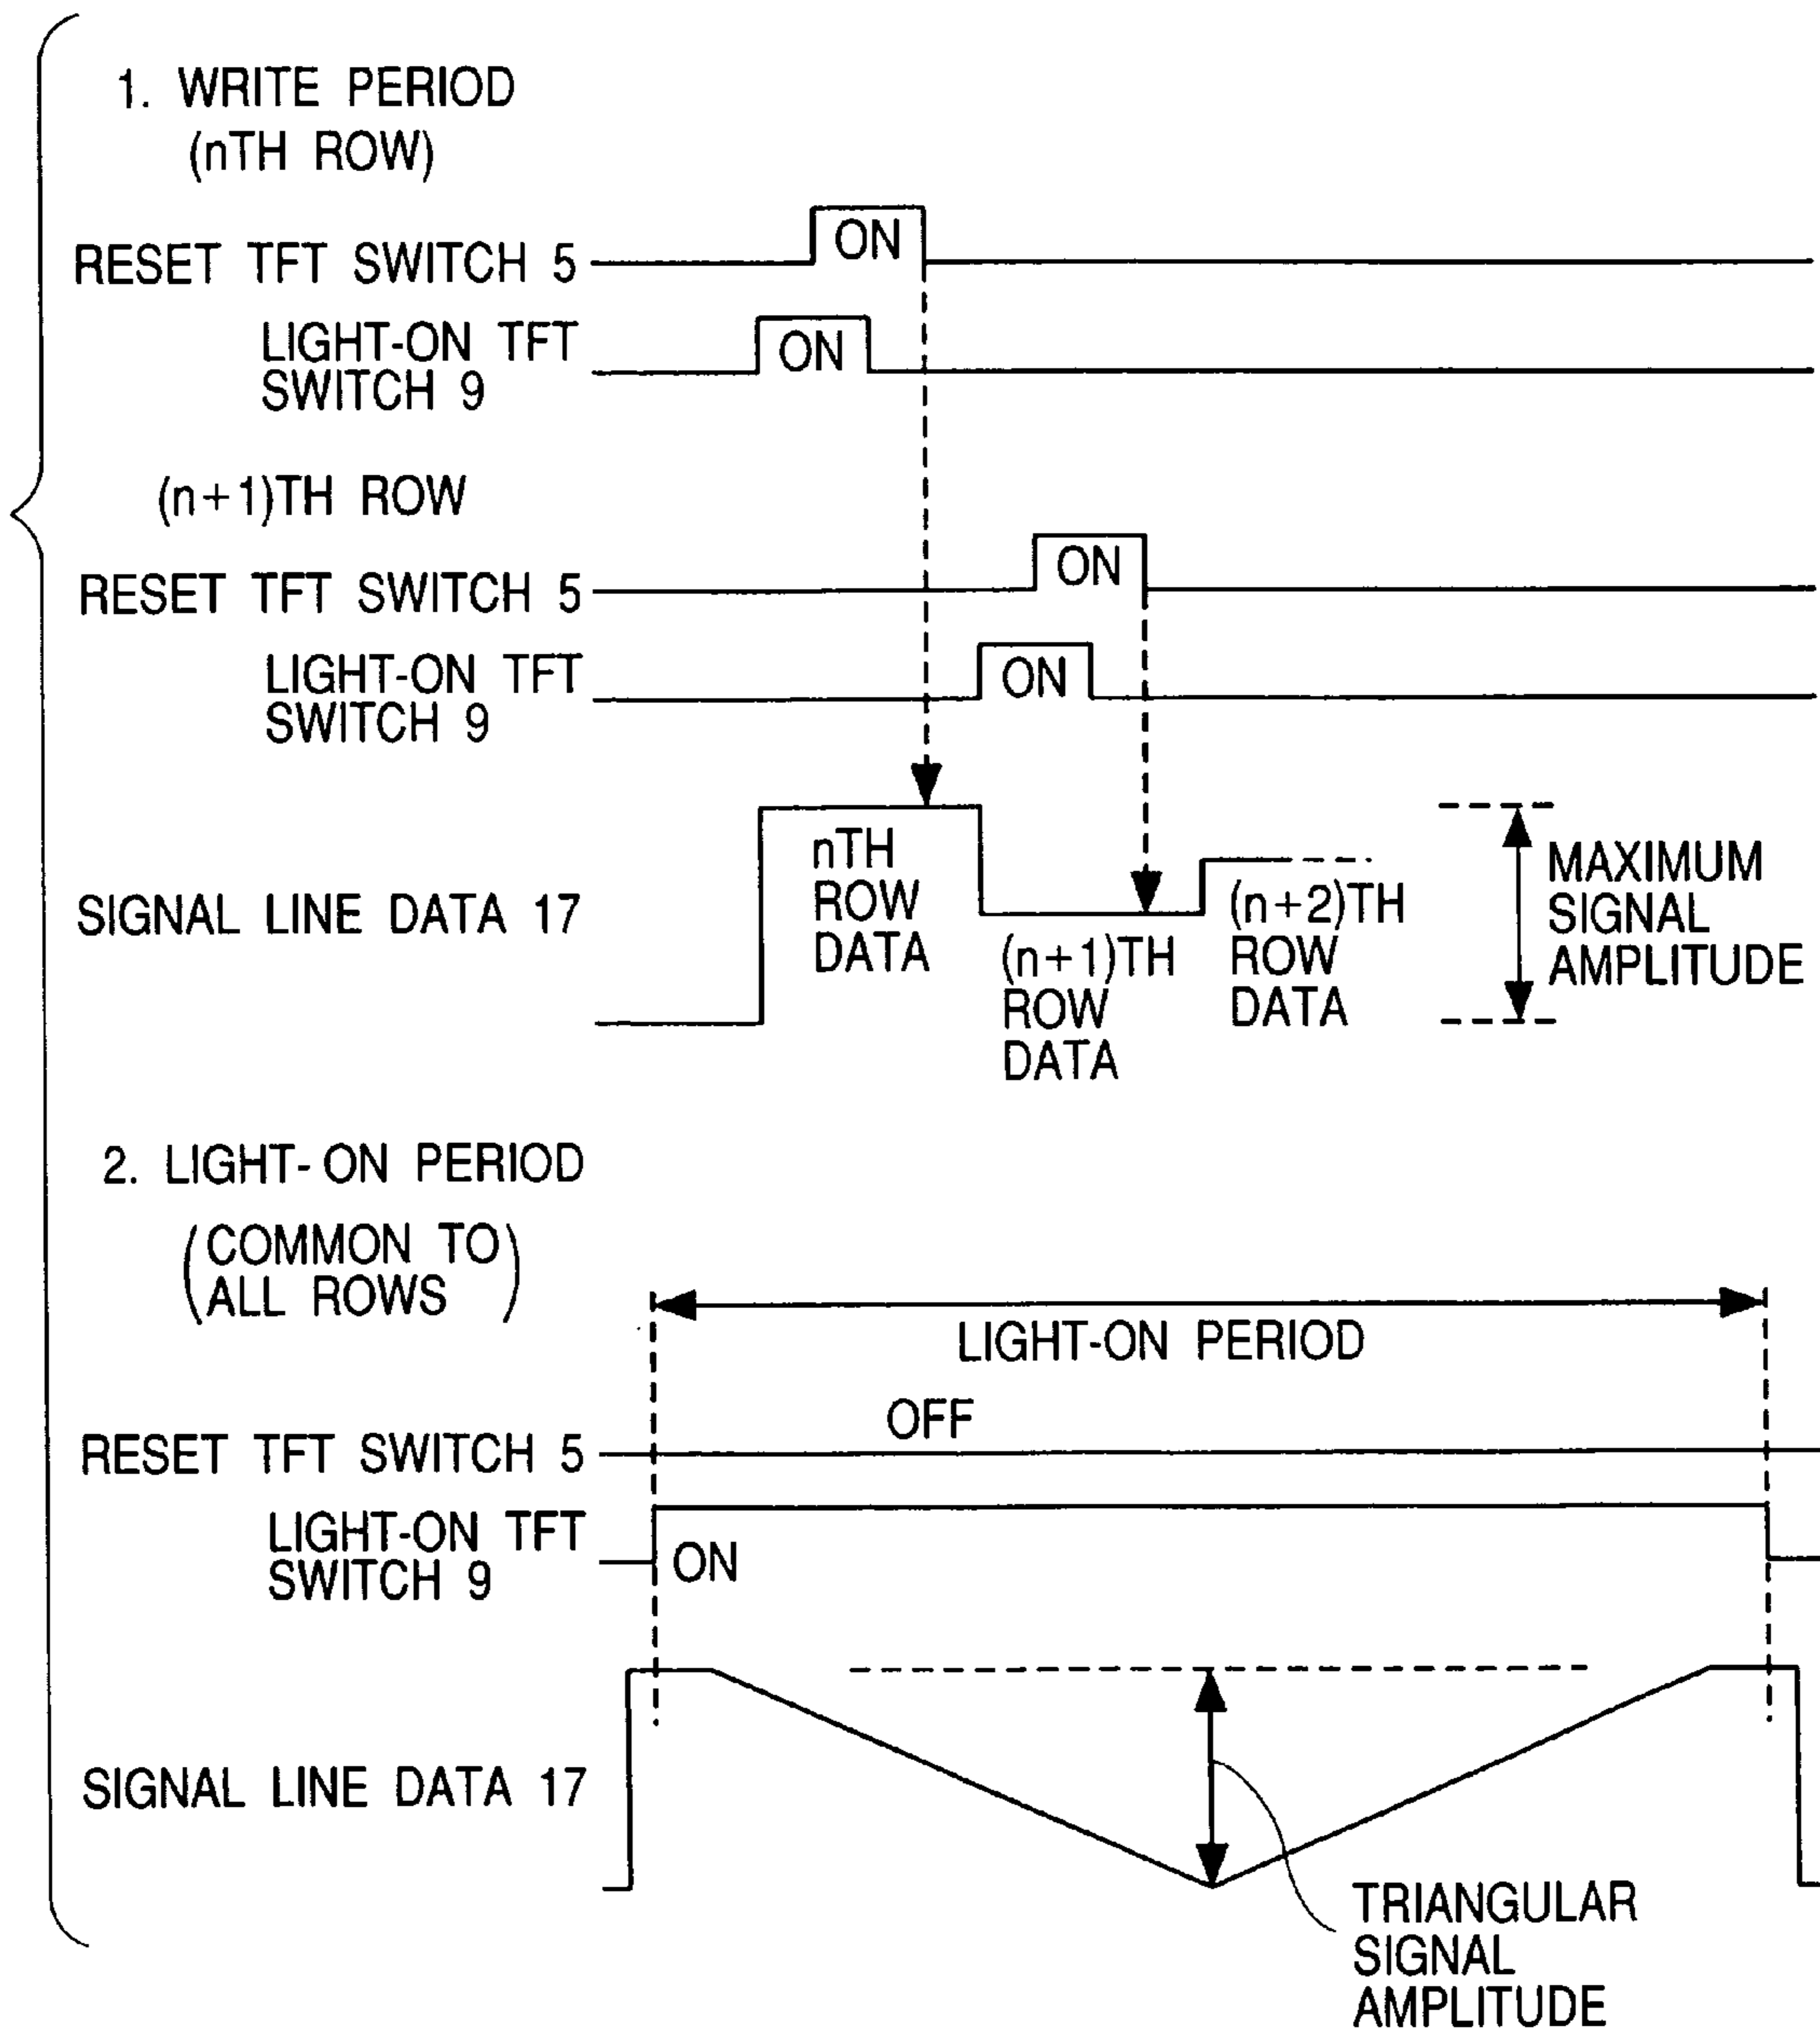 1. WRITE PERIOD
(nTH ROW)
RESET TFT SWITCH 5
ON
LIGHT-ON TFT
SWITCH 9
ON
(n+1)TH ROW
RESET TFT SWITCH 5
ON
LIGHT-ON TFT
SWITCH 9
ON
SIGNAL LINE DATA 17
nTH
ROW
DATA
(n+1)TH
ROW
DATA
(n+2)TH
ROW
DATA
MAXIMUM
SIGNAL
AMPLITUDE
2. LIGHT-ON PERIOD
(COMMON TO
ALL ROWS)
LIGHT-ON PERIOD
RESET TFT SWITCH 5
OFF
LIGHT-ON TFT
SWITCH 9
ON
SIGNAL LINE DATA 17
TRIANGULAR
SIGNAL
AMPLITUDE